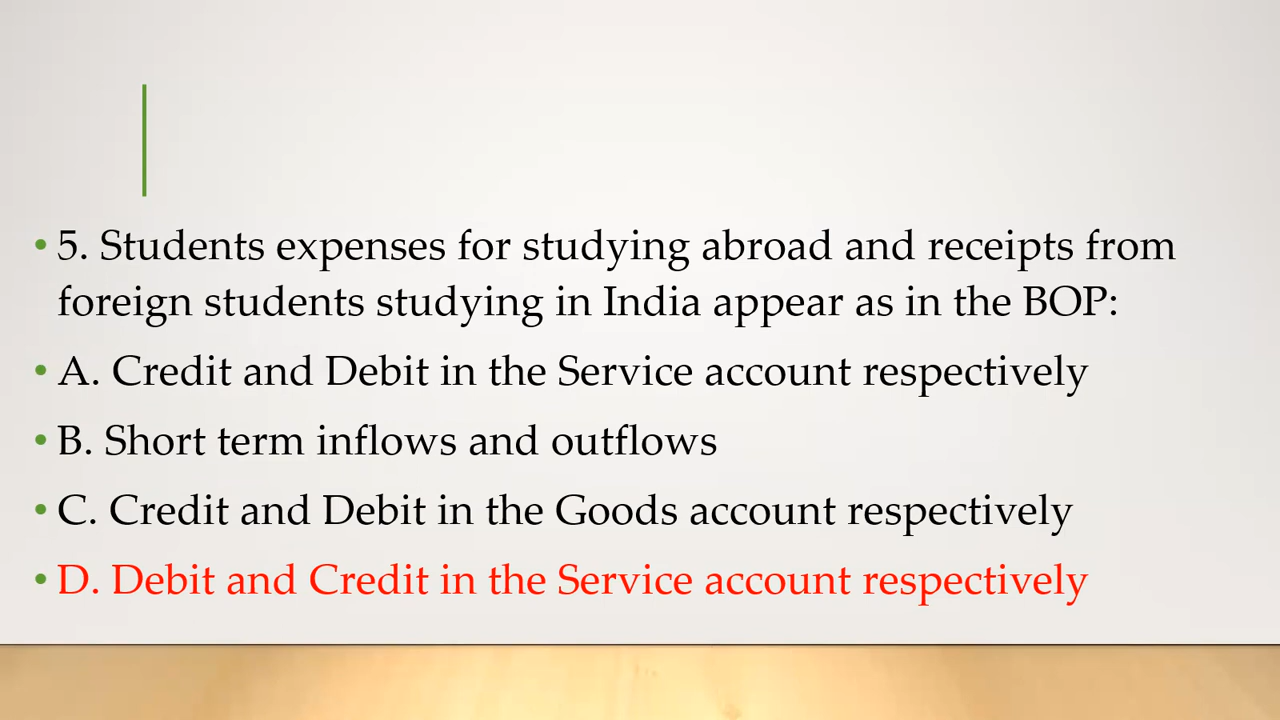 • 5. Students expenses for studying abroad and receipts from
foreign students studying in India appear as in the BOP:
• A. Credit and Debit in the Service account respectively
• B. Short term inflows and outflows
• C. Credit and Debit in the Goods account respectively
• D. Debit and Credit in the Service account respectively